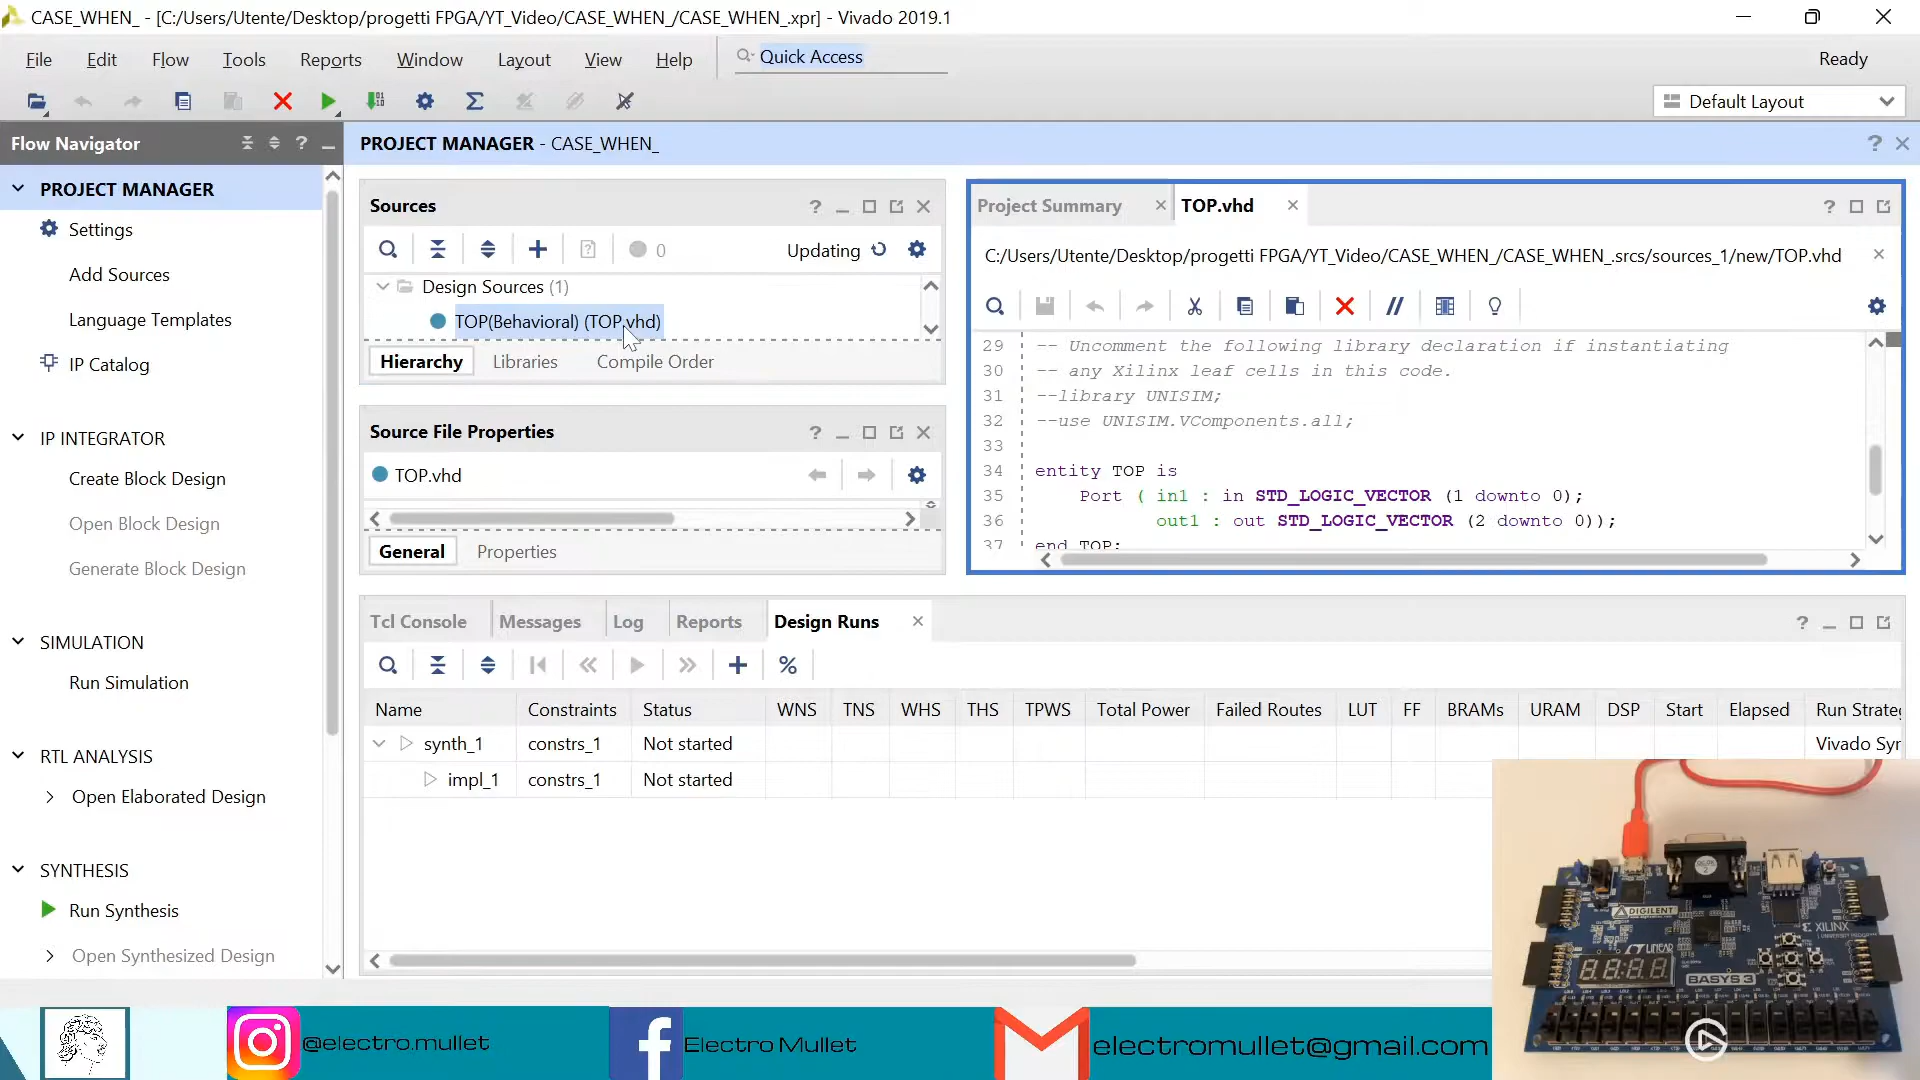 CASE_WHEN_ - [C:/Users/Utente/Desktop/progetti FPGA/YT_Video/CASE_WHEN_/CASE_WHEN_.xpr] - Vivado 2019.1
File Edit Flow Tools Reports Window Layout View Help Quick Access Ready
Default Layout
Flow Navigator
PROJECT MANAGER - CASE_WHEN_
PROJECT MANAGER
Settings
Add Sources
Language Templates
IP Catalog
IP INTEGRATOR
Create Block Design
Open Block Design
Generate Block Design
SIMULATION
Run Simulation
RTL ANALYSIS
Open Elaborated Design
SYNTHESIS
Run Synthesis
Open Synthesized Design
Sources
0 Updating
Design Sources (1)
TOP(Behavioral) (TOP.vhd)
Hierarchy Libraries Compile Order
Source File Properties
TOP.vhd
General Properties
Project Summary TOP.vhd
C:/Users/Utente/Desktop/progetti FPGA/YT_Video/CASE_WHEN_/CASE_WHEN_.srcs/sources_1/new/TOP.vhd
29 -- Uncomment the following library declaration if instantiating
30 -- any Xilinx leaf cells in this code.
31 --library UNISIM;
32 --use UNISIM.VComponents.all;
33
34 entity TOP is
35 Port ( in1 : in STD_LOGIC_VECTOR (1 downto 0);
36 out1 : out STD_LOGIC_VECTOR (2 downto 0));
37 end TOP;
Tcl Console Messages Log Reports Design Runs
Name Constraints Status WNS TNS WHS THS TPWS Total Power Failed Routes LUT FF BRAMs URAM DSP Start Elapsed Run Strate
synth_1 constrs_1 Not started Vivado Syn
impl_1 constrs_1 Not started
DIGILENT
XILINX
UNIVERSITY PROGRAM
LINEAR
BASYS 3
@electro.mullet
Electro Mullet
electromullet@gmail.com